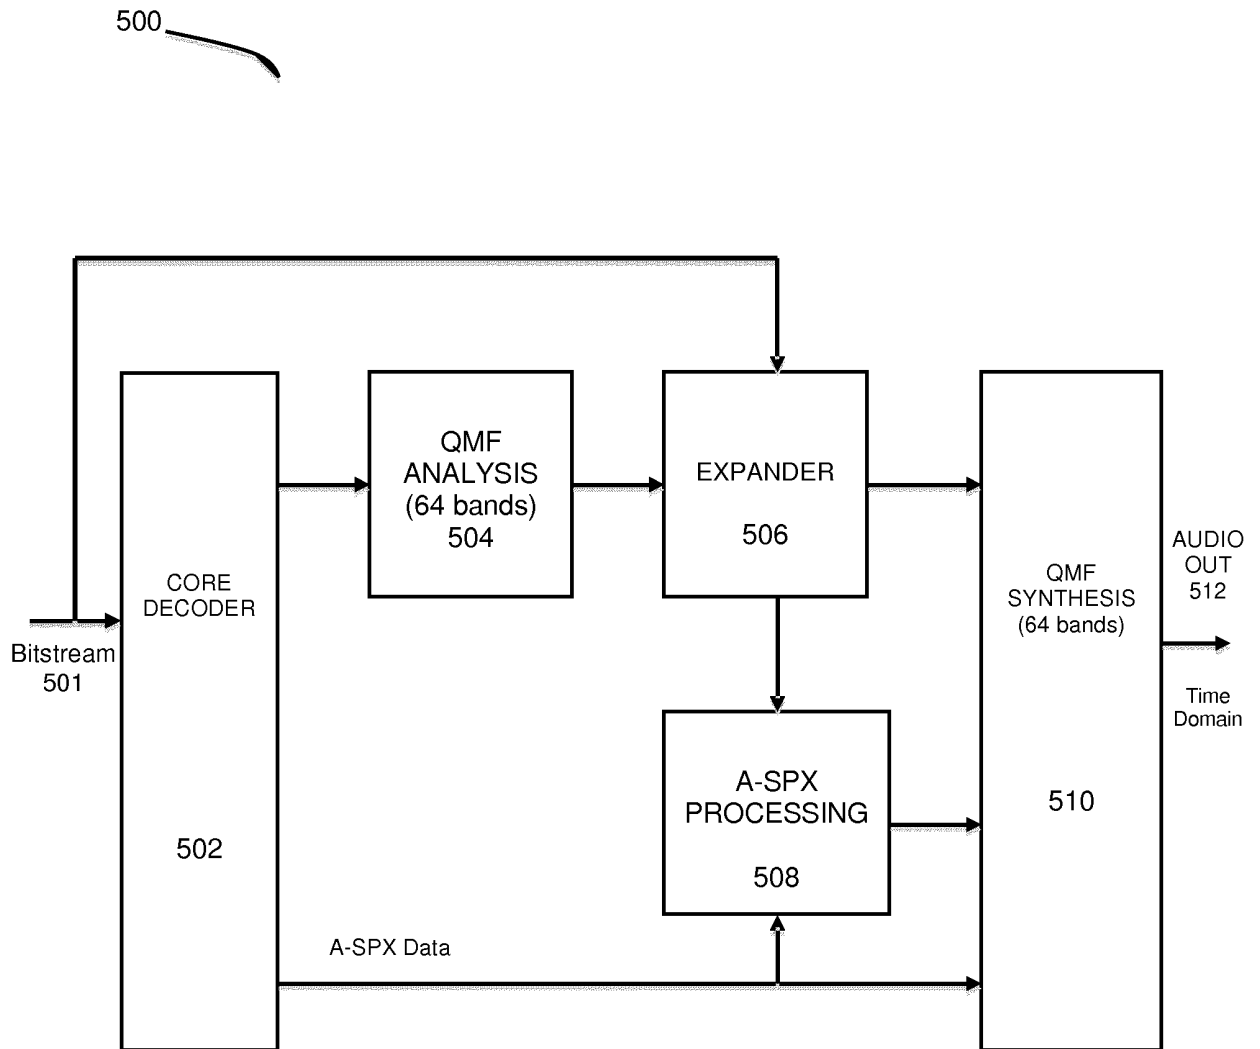 500
QMF
ANALYSIS
(64 bands)
504
EXPANDER
506
CORE
DECODER
502
Bitstream
501
A-SPX
PROCESSING
508
A-SPX Data
QMF
SYNTHESIS
(64 bands)
510
AUDIO
OUT
512
Time
Domain